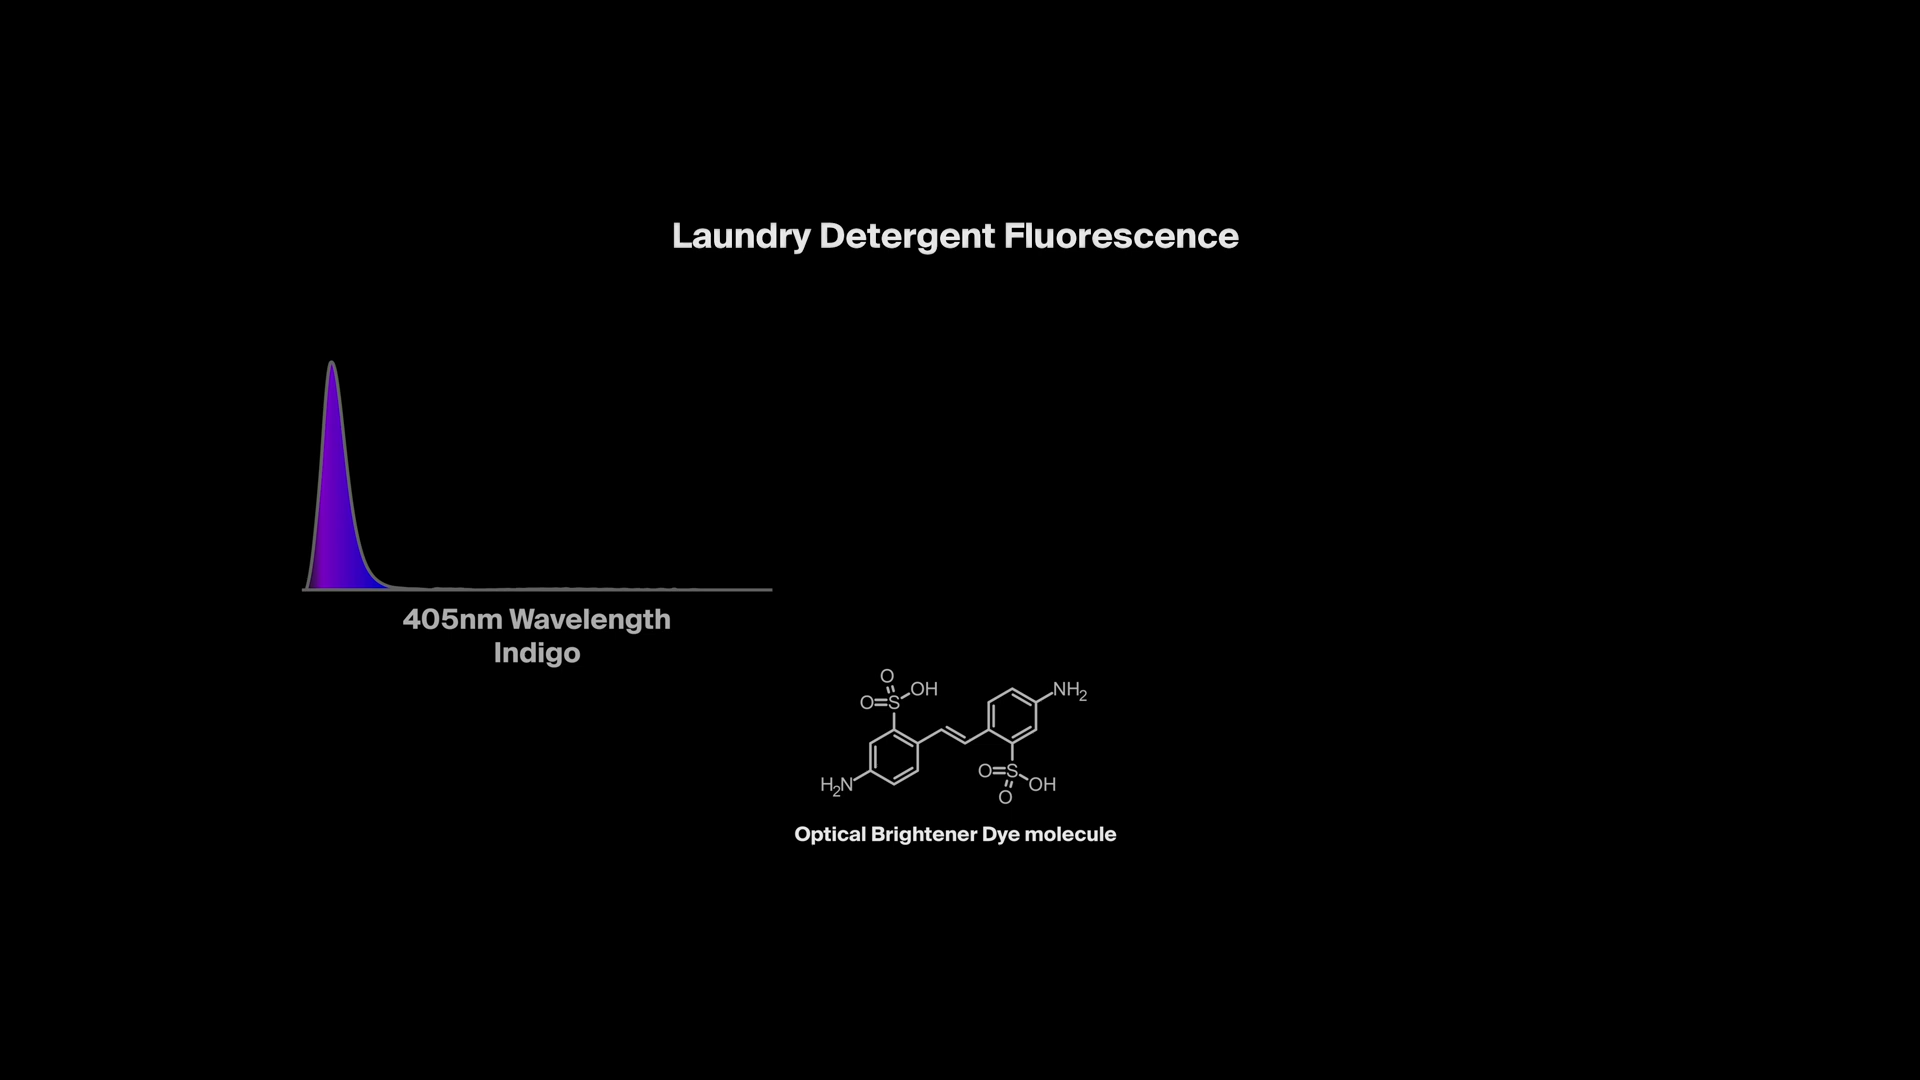 Laundry Detergent Fluorescence
405nm Wavelength
Indigo
O
O=S
OH
NH2
H2N
O=S
OH
O
Optical Brightener Dye molecule